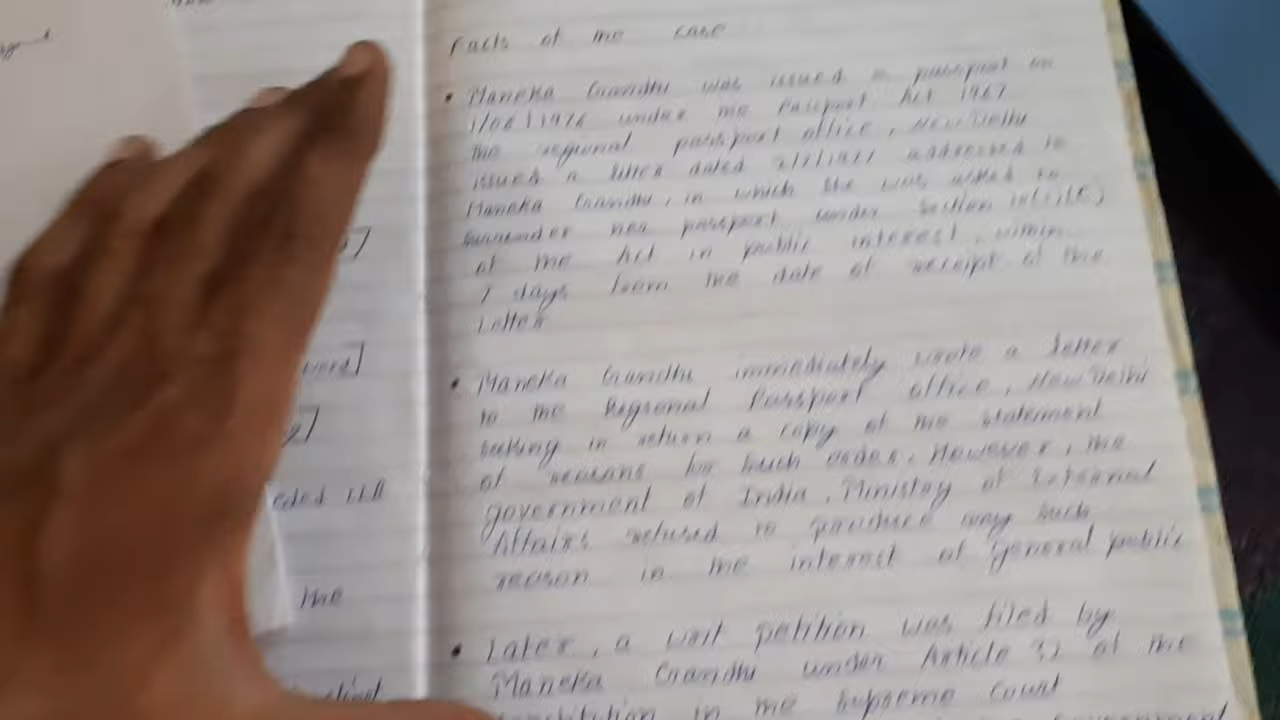 Facts of the case
• Maneka Gandhi was issued a passport on
1/06/1976 under the Passport Act 1967
The regional passport office, New Delhi
issued a letter dated 2/7/1977 addressed to
Maneka Gandhi, in which she was asked to
surrender her passport under section
of the Act in public interest, within
7 days from the date of receipt of the
letter
• Maneka Gandhi immediately wrote a letter
to the Regional Passport office, New Delhi
seeking in return a copy of the statement
of reasons for such order. However, the
government of India, Ministry of External
Affairs refused to produce any such
reason in the interest of general public
• Later, a writ petition was filed by
Maneka Gandhi under Article 32 of the
in the Supreme Court
the